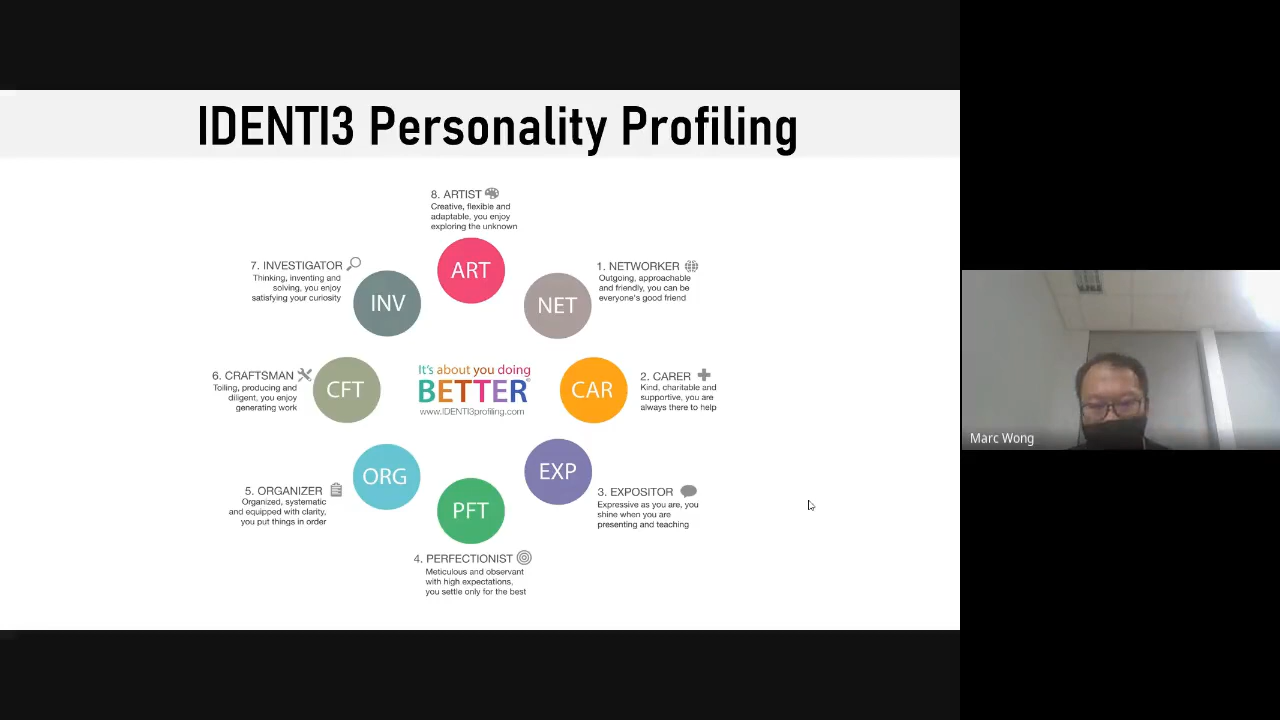 IDENTI3 Personality Profiling
8. ARTIST
Creative, flexible and
adaptable, you enjoy
exploring the unknown
ART
1. NETWORKER
Outgoing, approachable
and friendly, you can be
everyone's good friend
NET
2. CARER
Kind, charitable and
supportive, you are
always there to help
CAR
3. EXPOSITOR
Expressive as you are, you
shine when you are
presenting and teaching
EXP
4. PERFECTIONIST
Meticulous and observant
with high expectations,
you settle only for the best
PFT
5. ORGANIZER
Organized, systematic
and equipped with clarity,
you put things in order
ORG
6. CRAFTSMAN
Toiling, producing and
diligent, you enjoy
generating work
CFT
7. INVESTIGATOR
Thinking, inventing and
solving, you enjoy
satisfying your curiosity
INV
It's about you doing
BETTER®
www.IDENTI3profiling.com
Marc Wong